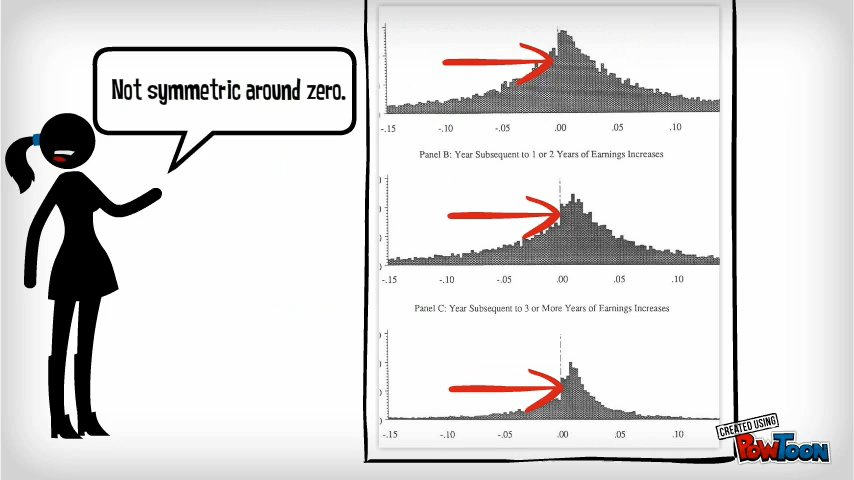 Not symmetric around zero.
-.15 -.10 -.05 .00 .05 .10
Panel B: Year Subsequent to 1 or 2 Years of Earnings Increases
-.15 -.10 -.05 .00 .05 .10
Panel C: Year Subsequent to 3 or More Years of Earnings Increases
-.15 -.10 -.05 .00 .05 .10
CREATED USING
POWTOON